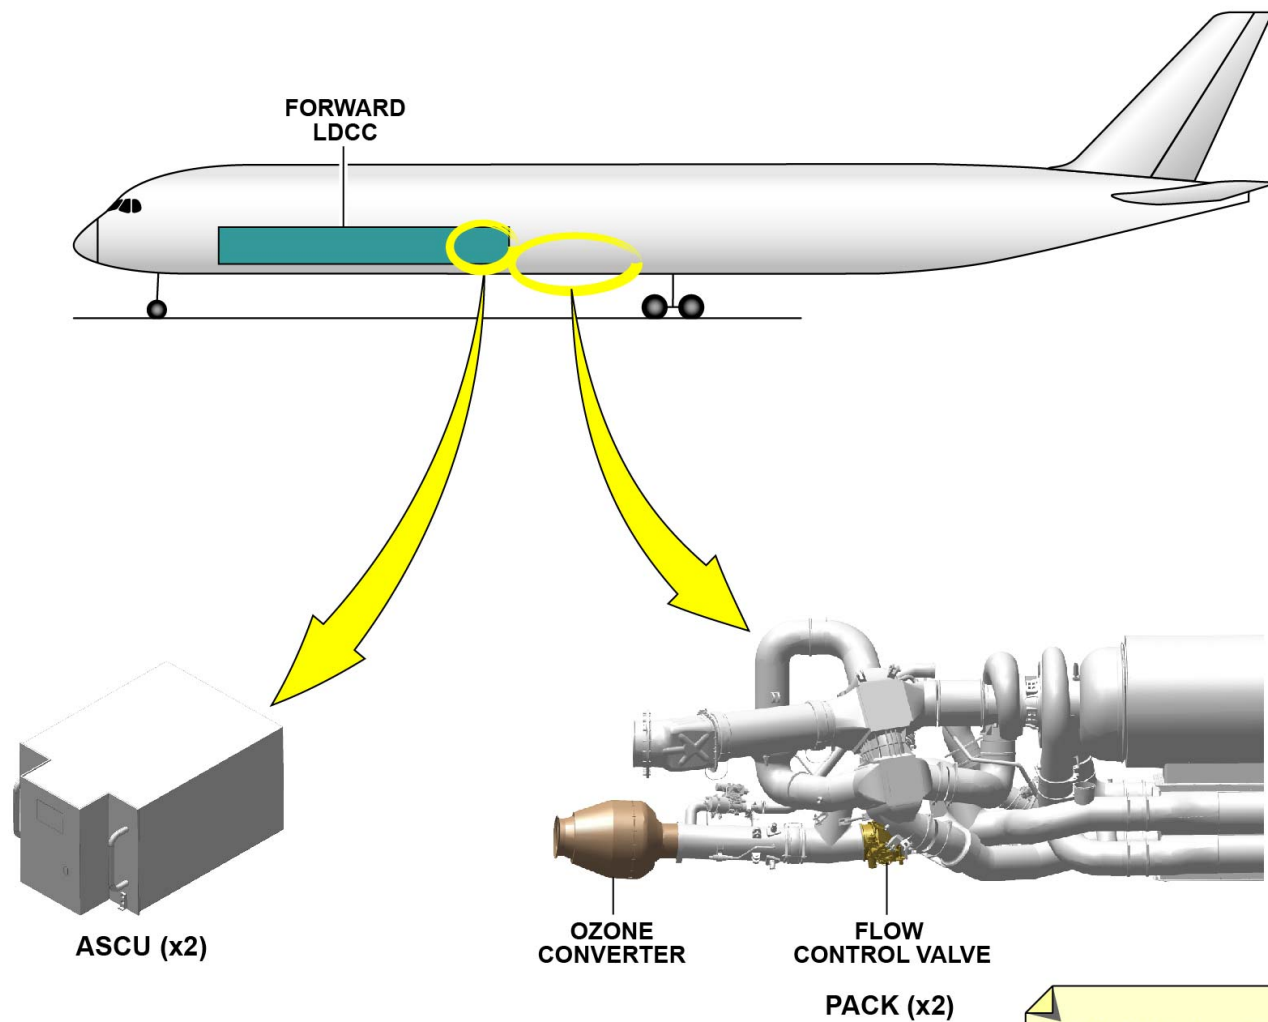 FORWARD
LDCC
ASCU (x2)
OZONE
CONVERTER
FLOW
CONTROL VALVE
PACK (x2)